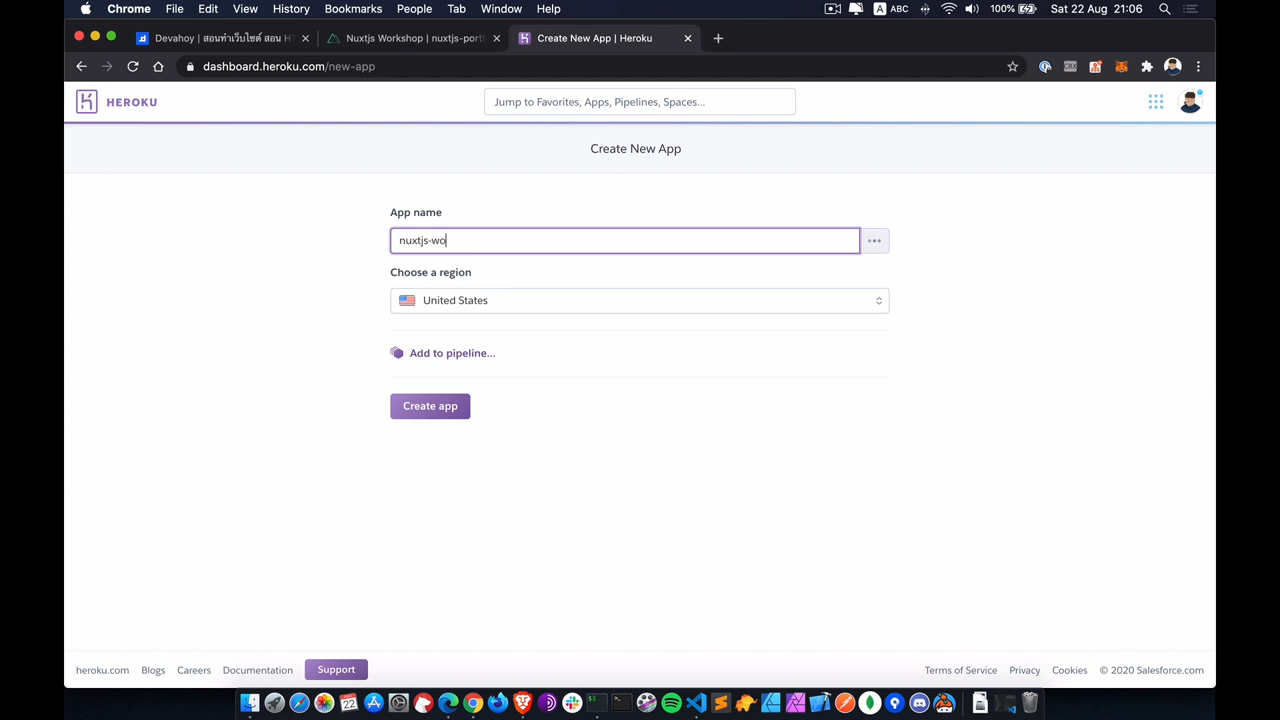 Chrome File Edit View History Bookmarks People Tab Window Help A ABC 100% Sat 22 Aug 21:06
Devahoy | สอนทำเว็บไซต์ สอน HT
Nuxtjs Workshop | nuxtjs-port
Create New App | Heroku
dashboard.heroku.com/new-app
CRX
HEROKU
Jump to Favorites, Apps, Pipelines, Spaces...
Create New App
App name
nuxtjs-wo
Choose a region
United States
Add to pipeline...
Create app
heroku.com Blogs Careers Documentation Support Terms of Service Privacy Cookies © 2020 Salesforce.com
22